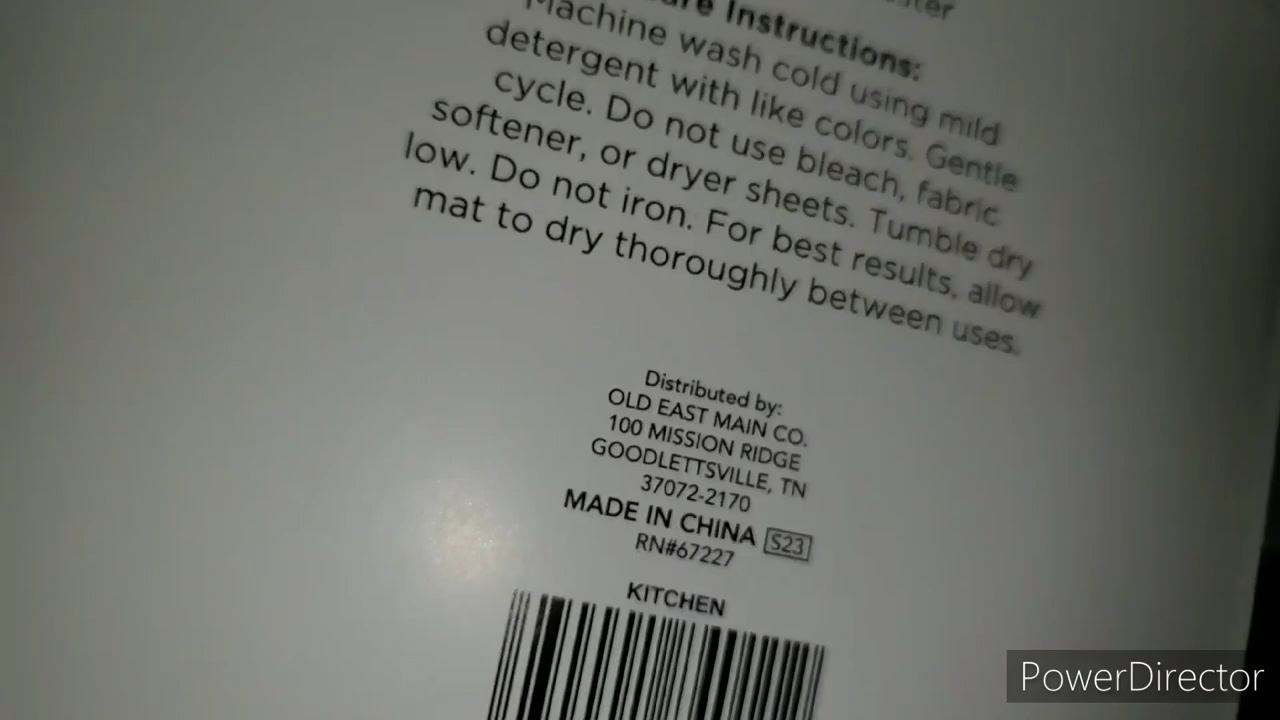 Instructions:
Machine wash cold using mild
detergent with like colors. Gentle
cycle. Do not use bleach, fabric
softener, or dryer sheets. Tumble dry
low. Do not iron. For best results, allow
mat to dry thoroughly between uses.
Distributed by:
OLD EAST MAIN CO.
100 MISSION RIDGE
GOODLETTSVILLE, TN
37072-2170
MADE IN CHINA S23
RN#67227
KITCHEN
PowerDirector